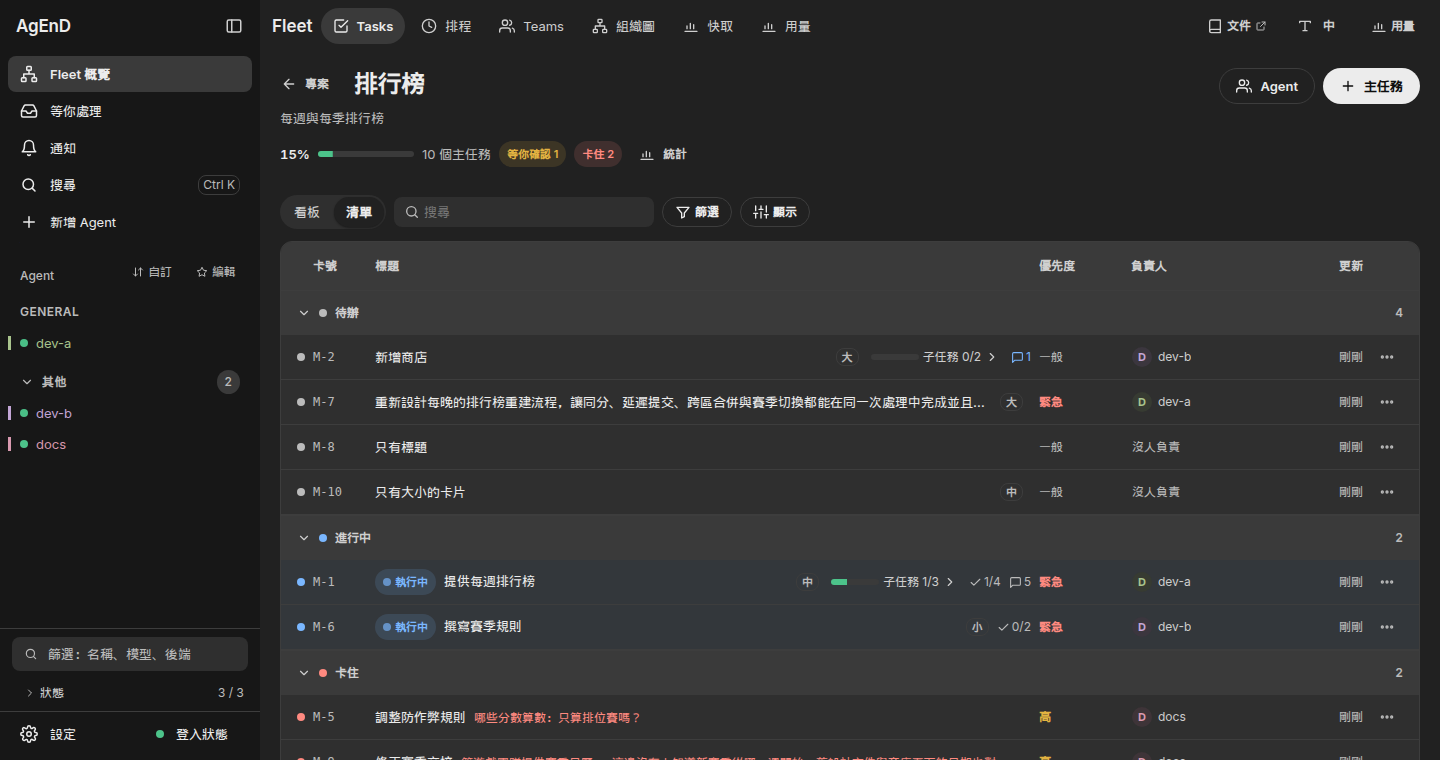 AgEnD
Fleet 概覽
等你處理
通知
搜尋 Ctrl K
新增 Agent
Agent 自訂 編輯
GENERAL
dev-a
其他 2
dev-b
docs
篩選：名稱、模型、後端
狀態 3 / 3
設定 登入狀態
Fleet Tasks 排程 Teams 組織圖 快取 用量 文件 中 用量
專案 排行榜 Agent 主任務
每週與每季排行榜
15% 10 個主任務 等你確認 1 卡住 2 統計
看板 清單 搜尋 篩選 顯示
卡號 標題 優先度 負責人 更新
待辦 4
M-2 新增商店 大 子任務 0/2 1 一般 D dev-b 剛剛
M-7 重新設計每晚的排行榜重建流程，讓同分、延遲提交、跨區合併與賽季切換都能在同一次處理中完成並且... 大 緊急 D dev-a 剛剛
M-8 只有標題 一般 沒人負責 剛剛
M-10 只有大小的卡片 中 一般 沒人負責 剛剛
進行中 2
M-1 執行中 提供每週排行榜 中 子任務 1/3 1/4 5 緊急 D dev-a 剛剛
M-6 執行中 撰寫賽季規則 小 0/2 緊急 D dev-b 剛剛
卡住 2
M-5 調整防作弊規則 哪些分數算數：只算排位賽嗎？ 高 D docs 剛剛